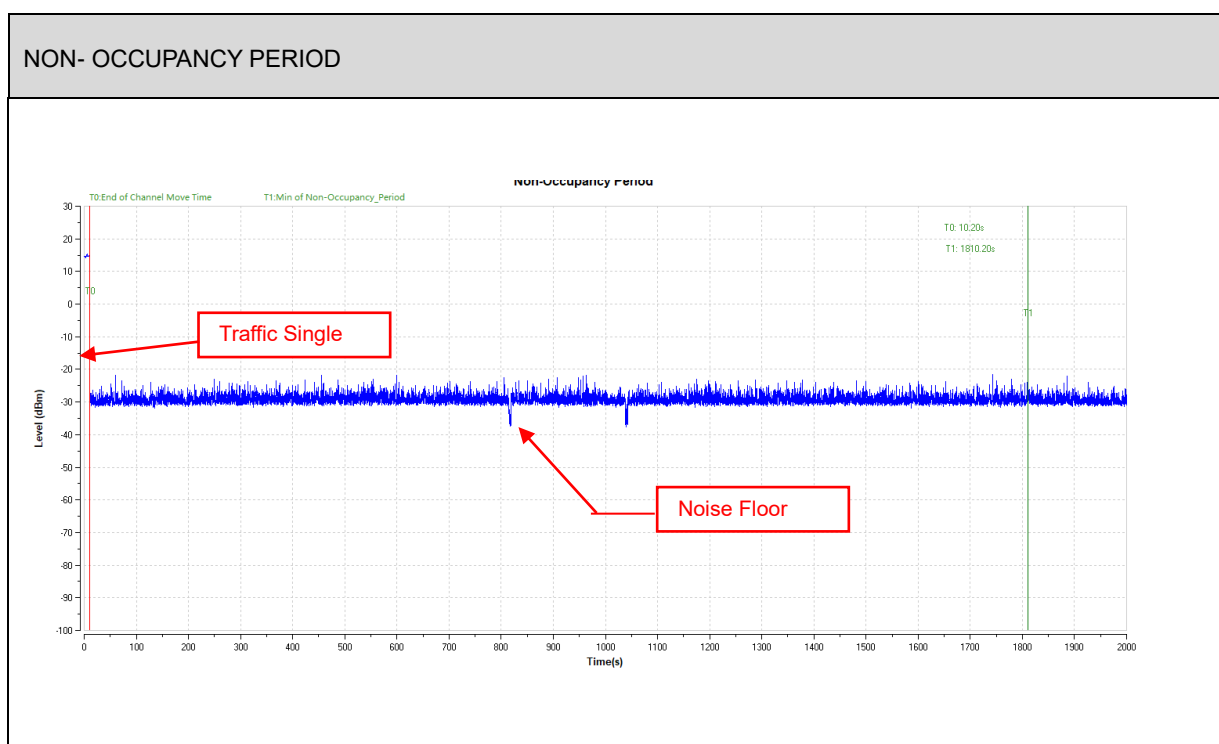 NON- OCCUPANCY PERIOD
Non-Occupancy Period
T0:End of Channel Move Time T1:Min of Non-Occupancy_Period
30
20
10
0
-10
-20
-30
-40
-50
-60
-70
-80
-90
-100
Level (dBm)
T0: 10.20s
T1: 1810.20s
T0
T1
Traffic Single
Noise Floor
0 100 200 300 400 500 600 700 800 900 1000 1100 1200 1300 1400 1500 1600 1700 1800 1900 2000
Time(s)